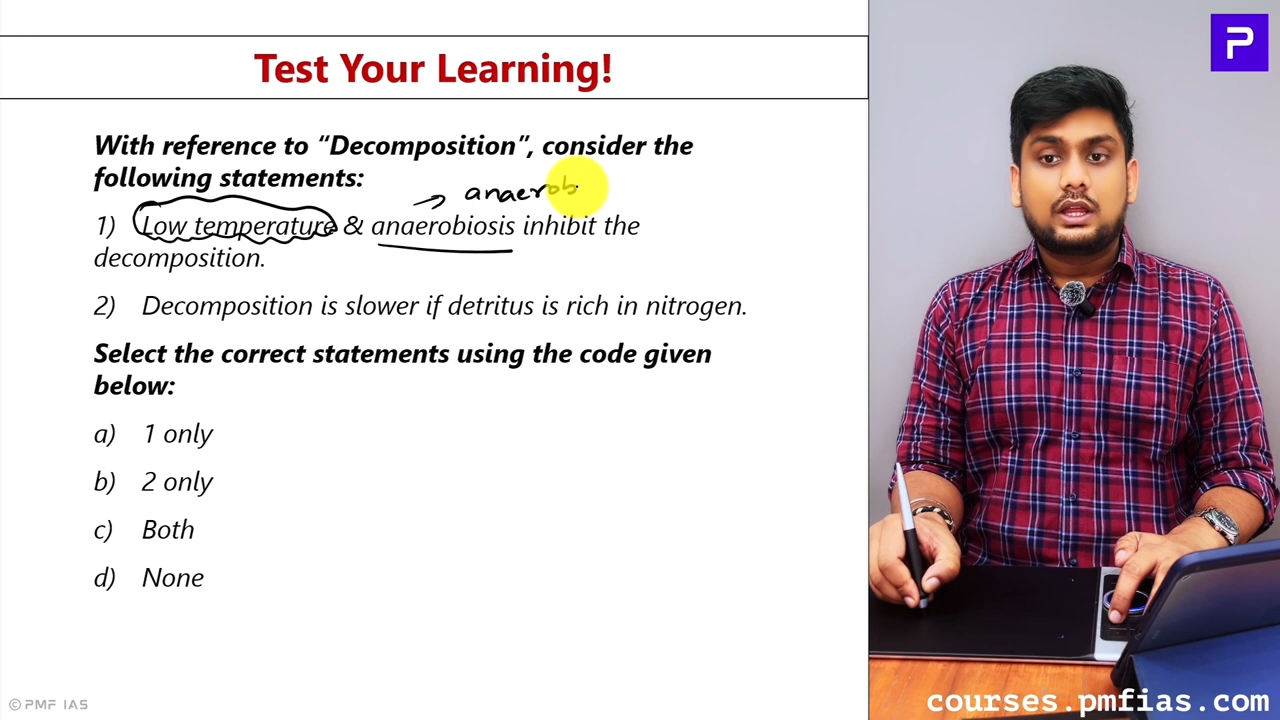 Test Your Learning!
With reference to “Decomposition”, consider the
following statements:
→ anaerob
1) Low temperature & anaerobiosis inhibit the
decomposition.
2) Decomposition is slower if detritus is rich in nitrogen.
Select the correct statements using the code given
below:
a) 1 only
b) 2 only
c) Both
d) None
© PMF IAS
P
courses.pmfias.com